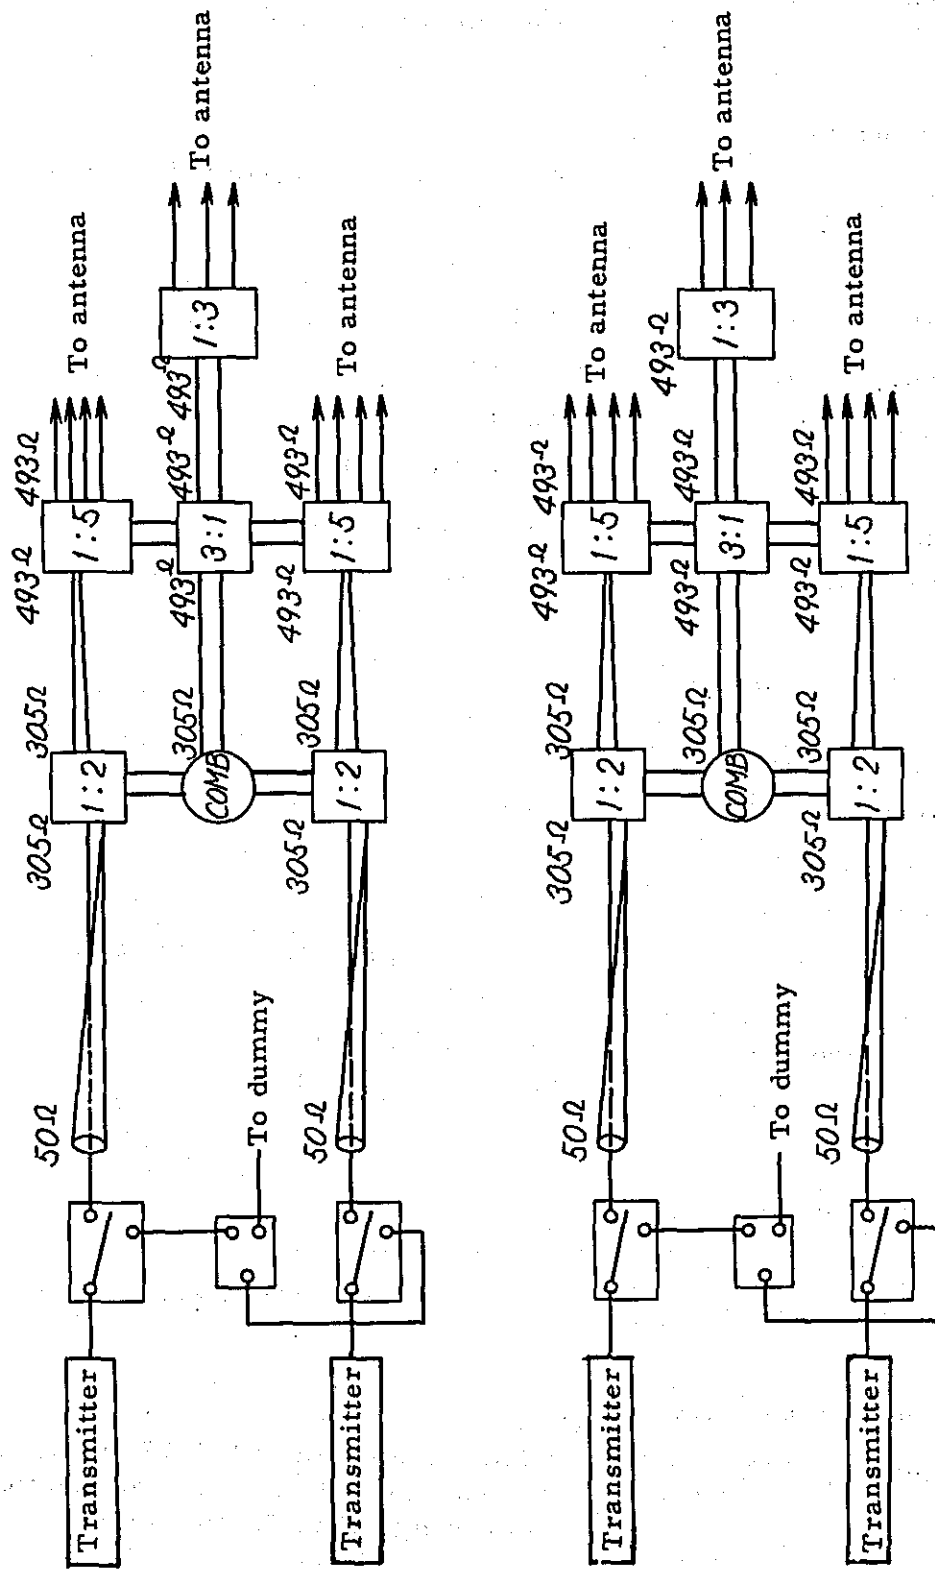 Transmitter
50Ω
305Ω
1:2
305Ω
493Ω
1:5
493Ω
To antenna
To dummy
COMB
305Ω
493Ω
3:1
493Ω
493Ω
1:3
To antenna
Transmitter
50Ω
305Ω
1:2
305Ω
493Ω
1:5
493Ω
To antenna
Transmitter
50Ω
305Ω
1:2
305Ω
493Ω
1:5
493Ω
To antenna
To dummy
COMB
305Ω
493Ω
3:1
493Ω
493Ω
1:3
To antenna
Transmitter
50Ω
305Ω
1:2
305Ω
493Ω
1:5
493Ω
To antenna